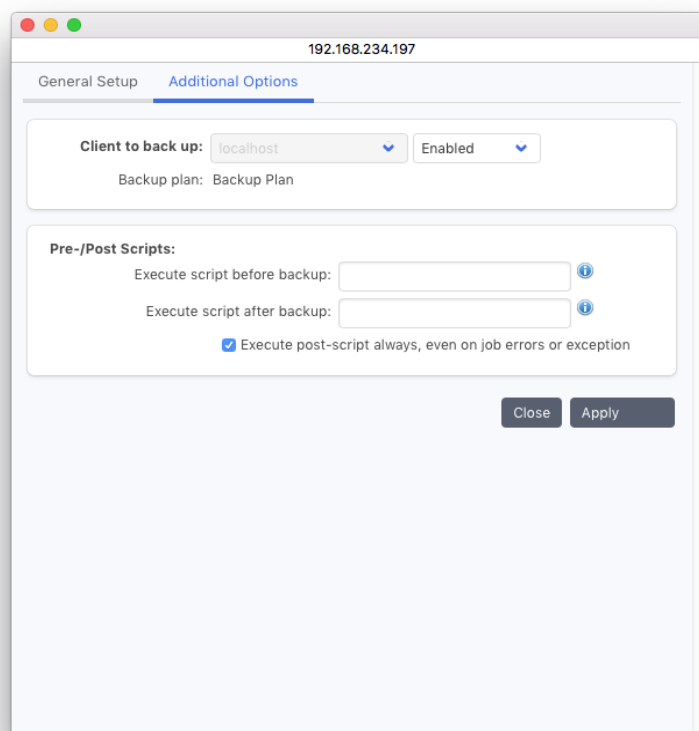 192.168.234.197
General Setup Additional Options
Client to back up: localhost Enabled
Backup plan: Backup Plan
Pre-/Post Scripts:
Execute script before backup:
Execute script after backup:
Execute post-script always, even on job errors or exception
Close Apply